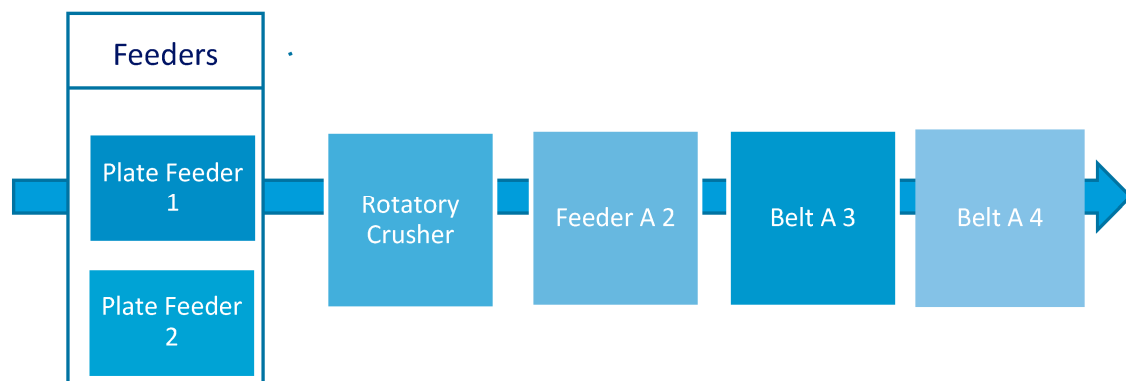 Feeders
Plate Feeder
1
Plate Feeder
2
Rotatory
Crusher
Feeder A 2
Belt A 3
Belt A 4